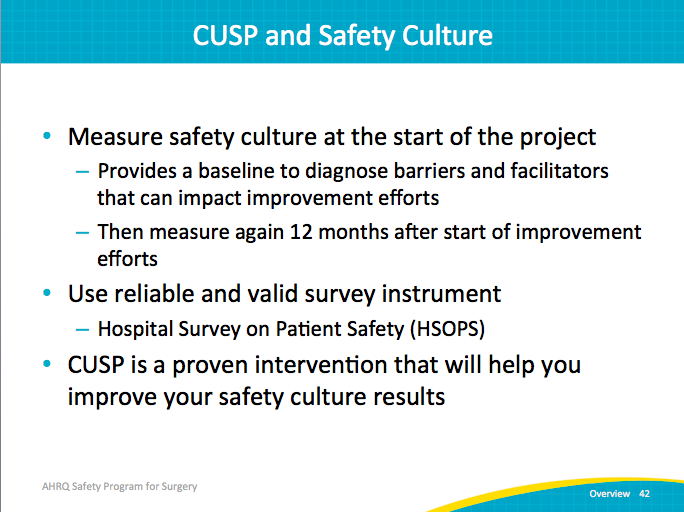 CUSP and Safety Culture
• Measure safety culture at the start of the project
– Provides a baseline to diagnose barriers and facilitators
that can impact improvement efforts
– Then measure again 12 months after start of improvement
efforts
• Use reliable and valid survey instrument
– Hospital Survey on Patient Safety (HSOPS)
• CUSP is a proven intervention that will help you
improve your safety culture results
AHRQ Safety Program for Surgery
Overview 42